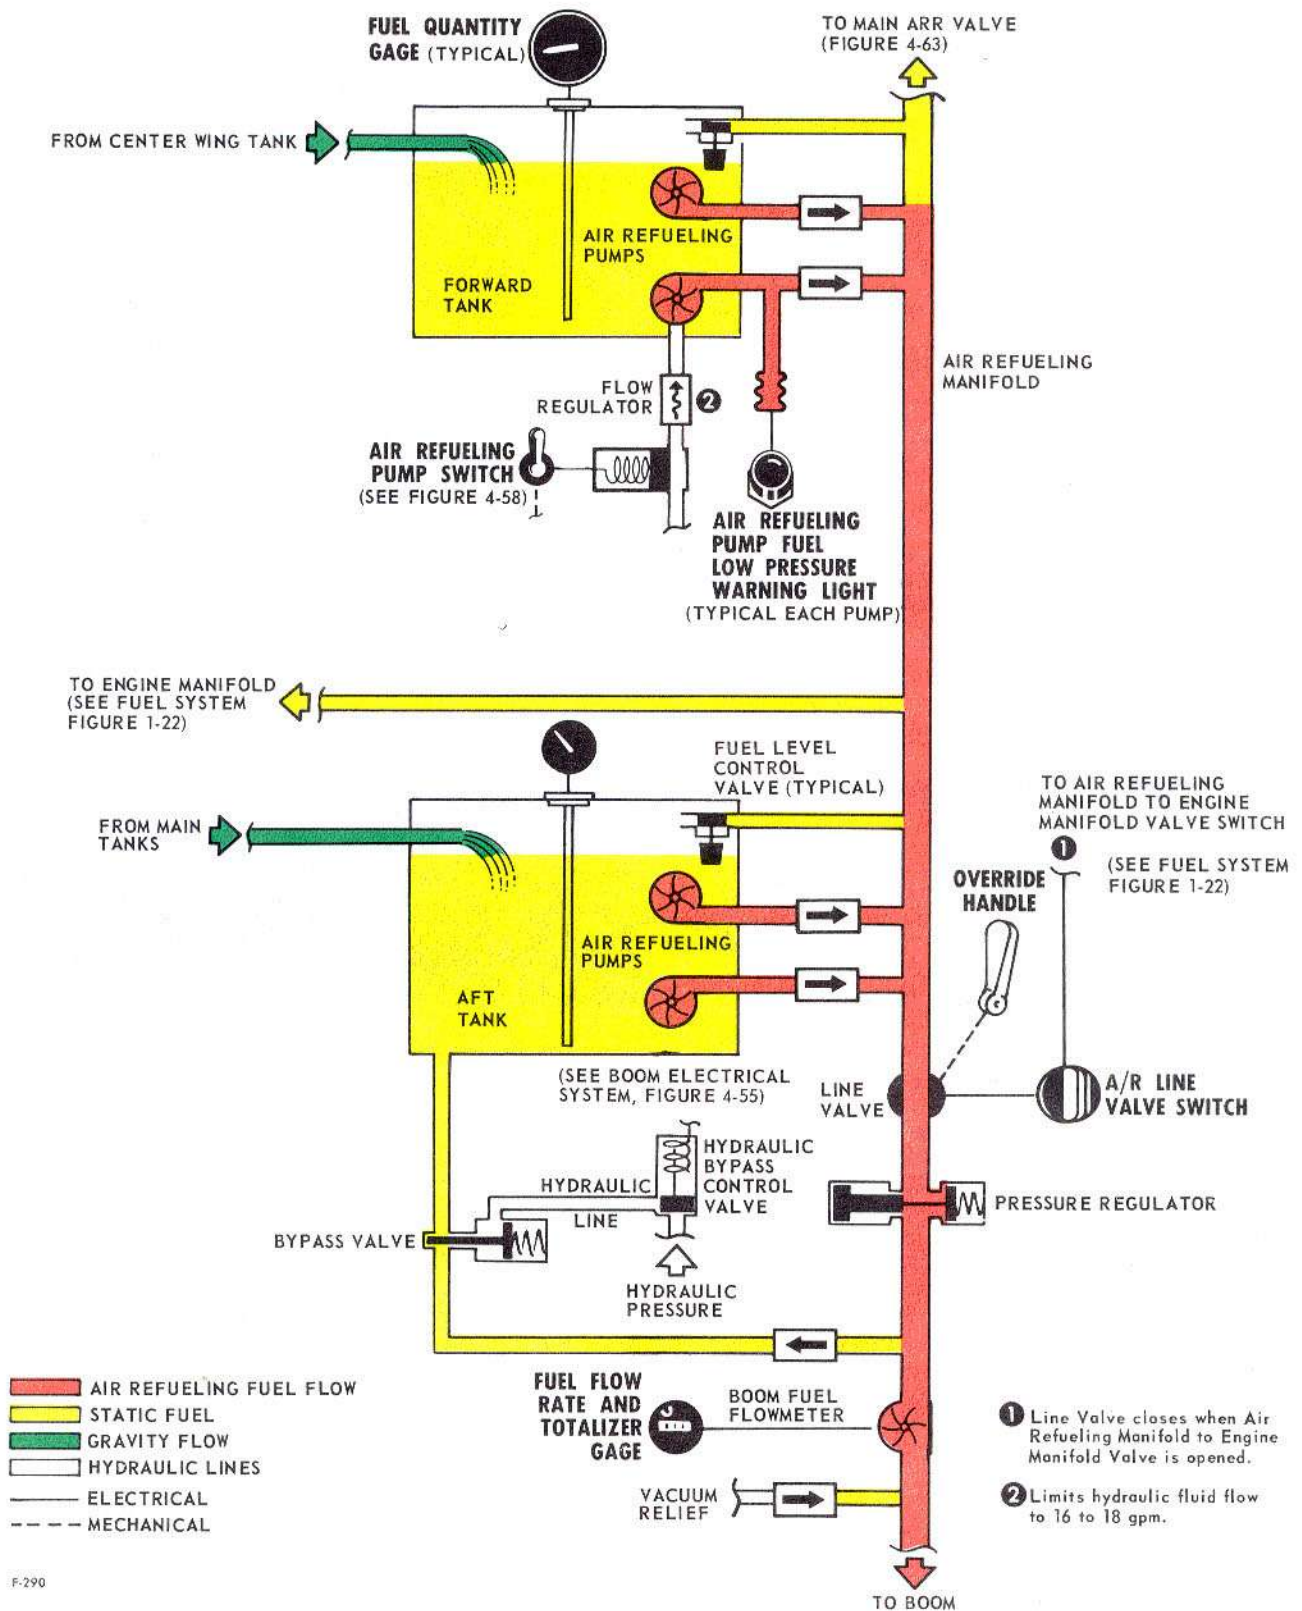 FUEL QUANTITY
GAGE (TYPICAL)
TO MAIN ARR VALVE
(FIGURE 4-63)
FROM CENTER WING TANK
AIR REFUELING
PUMPS
FORWARD
TANK
AIR REFUELING
MANIFOLD
FLOW
REGULATOR
2
AIR REFUELING
PUMP SWITCH
(SEE FIGURE 4-58)
AIR REFUELING
PUMP FUEL
LOW PRESSURE
WARNING LIGHT
(TYPICAL EACH PUMP)
TO ENGINE MANIFOLD
(SEE FUEL SYSTEM
FIGURE 1-22)
FUEL LEVEL
CONTROL
VALVE (TYPICAL)
TO AIR REFUELING
MANIFOLD TO ENGINE
MANIFOLD VALVE SWITCH
1
(SEE FUEL SYSTEM
FIGURE 1-22)
FROM MAIN
TANKS
OVERRIDE
HANDLE
AIR REFUELING
PUMPS
AFT
TANK
(SEE BOOM ELECTRICAL
SYSTEM, FIGURE 4-55)
LINE
VALVE
A/R LINE
VALVE SWITCH
HYDRAULIC
BYPASS
CONTROL
VALVE
HYDRAULIC
LINE
PRESSURE REGULATOR
BYPASS VALVE
HYDRAULIC
PRESSURE
AIR REFUELING FUEL FLOW
STATIC FUEL
GRAVITY FLOW
HYDRAULIC LINES
ELECTRICAL
MECHANICAL
FUEL FLOW
RATE AND
TOTALIZER
GAGE
BOOM FUEL
FLOWMETER
VACUUM
RELIEF
1 Line Valve closes when Air
Refueling Manifold to Engine
Manifold Valve is opened.
2 Limits hydraulic fluid flow
to 16 to 18 gpm.
F-290
TO BOOM